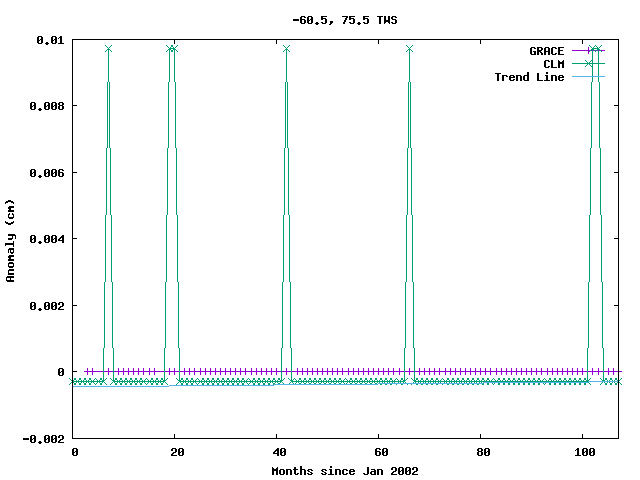 -60.5, 75.5 TWS
0.01
GRACE
CLM
Trend Line
0.008
0.006
0.004
Anomaly (cm)
0.002
0
-0.002
0 20 40 60 80 100
Months since Jan 2002